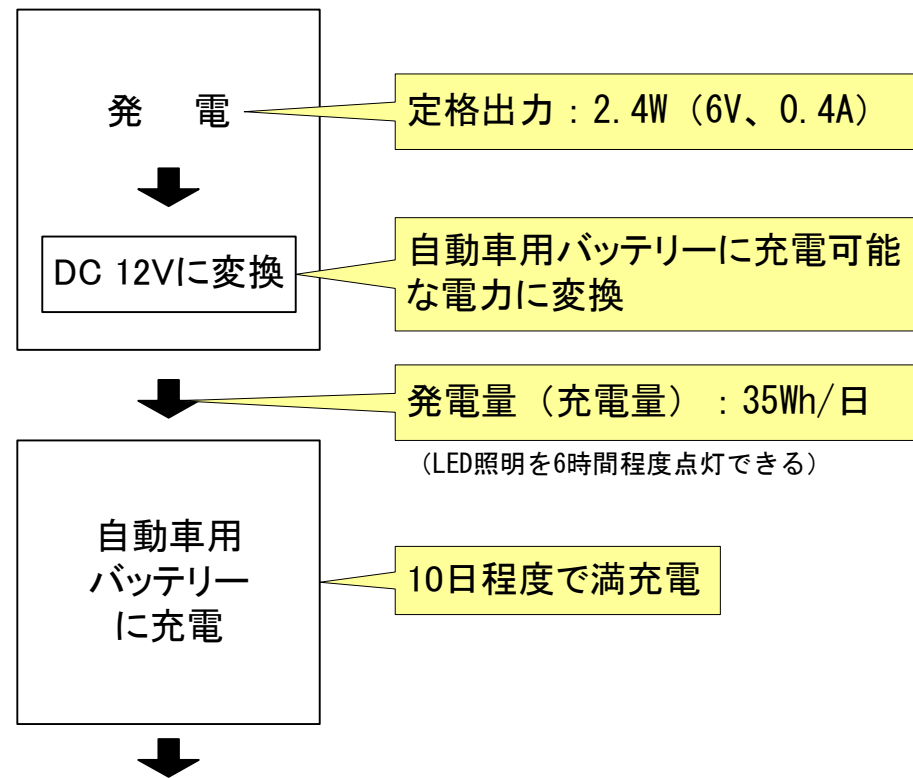 発　電
定格出力：2.4W（6V、0.4A）
DC 12Vに変換
自動車用バッテリーに充電可能
な電力に変換
発電量（充電量）：35Wh/日
（LED照明を6時間程度点灯できる）
自動車用
バッテリー
に充電
10日程度で満充電